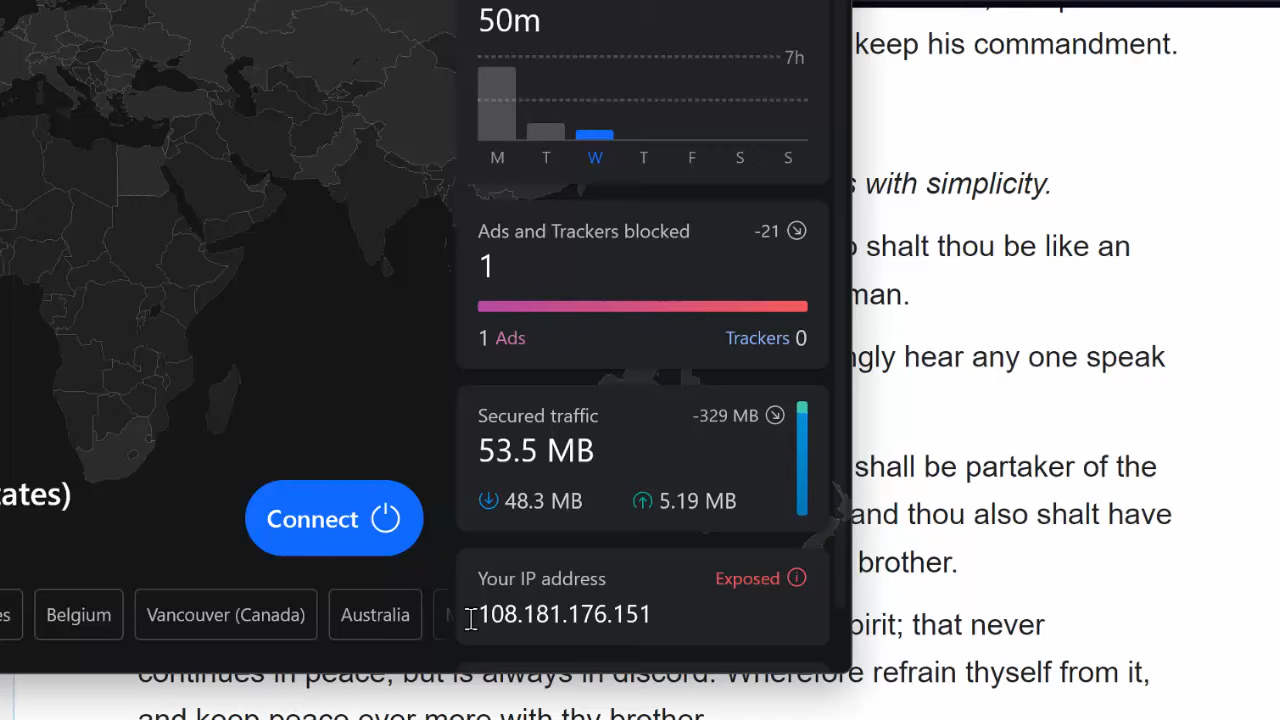 50m
7h
M T W T F S S
Ads and Trackers blocked -21
1
1 Ads Trackers 0
Secured traffic -329 MB
53.5 MB
48.3 MB 5.19 MB
Your IP address Exposed
108.181.176.151
Connect
Belgium Vancouver (Canada) Australia
keep his commandment.
with simplicity.
shalt thou be like an
hear any one speak
shall be partaker of the
and thou also shalt have
brother.
that never
continues in peace, but is always in discord. Wherefore refrain thyself from it,
and keep peace ever more with thy brother.